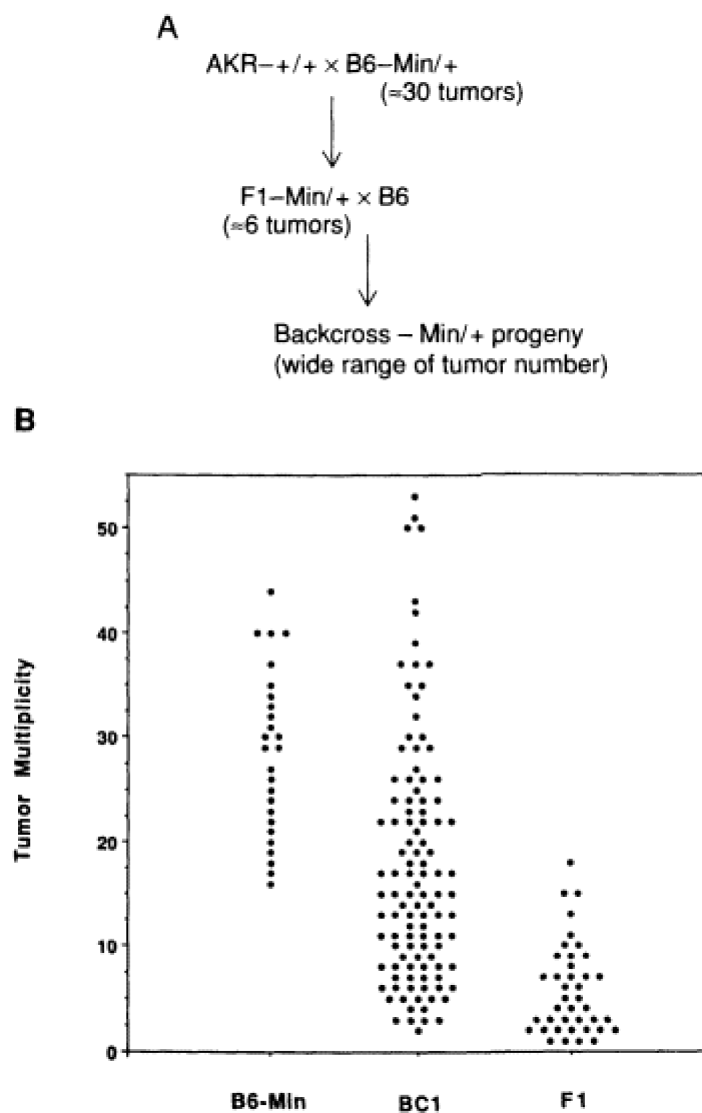 A
AKR-+/+ × B6-Min/+
(≈30 tumors)
F1-Min/+ × B6
(≈6 tumors)
Backcross – Min/+ progeny
(wide range of tumor number)
B
50
40
30
20
10
0
Tumor Multiplicity
B6-Min
BC1
F1